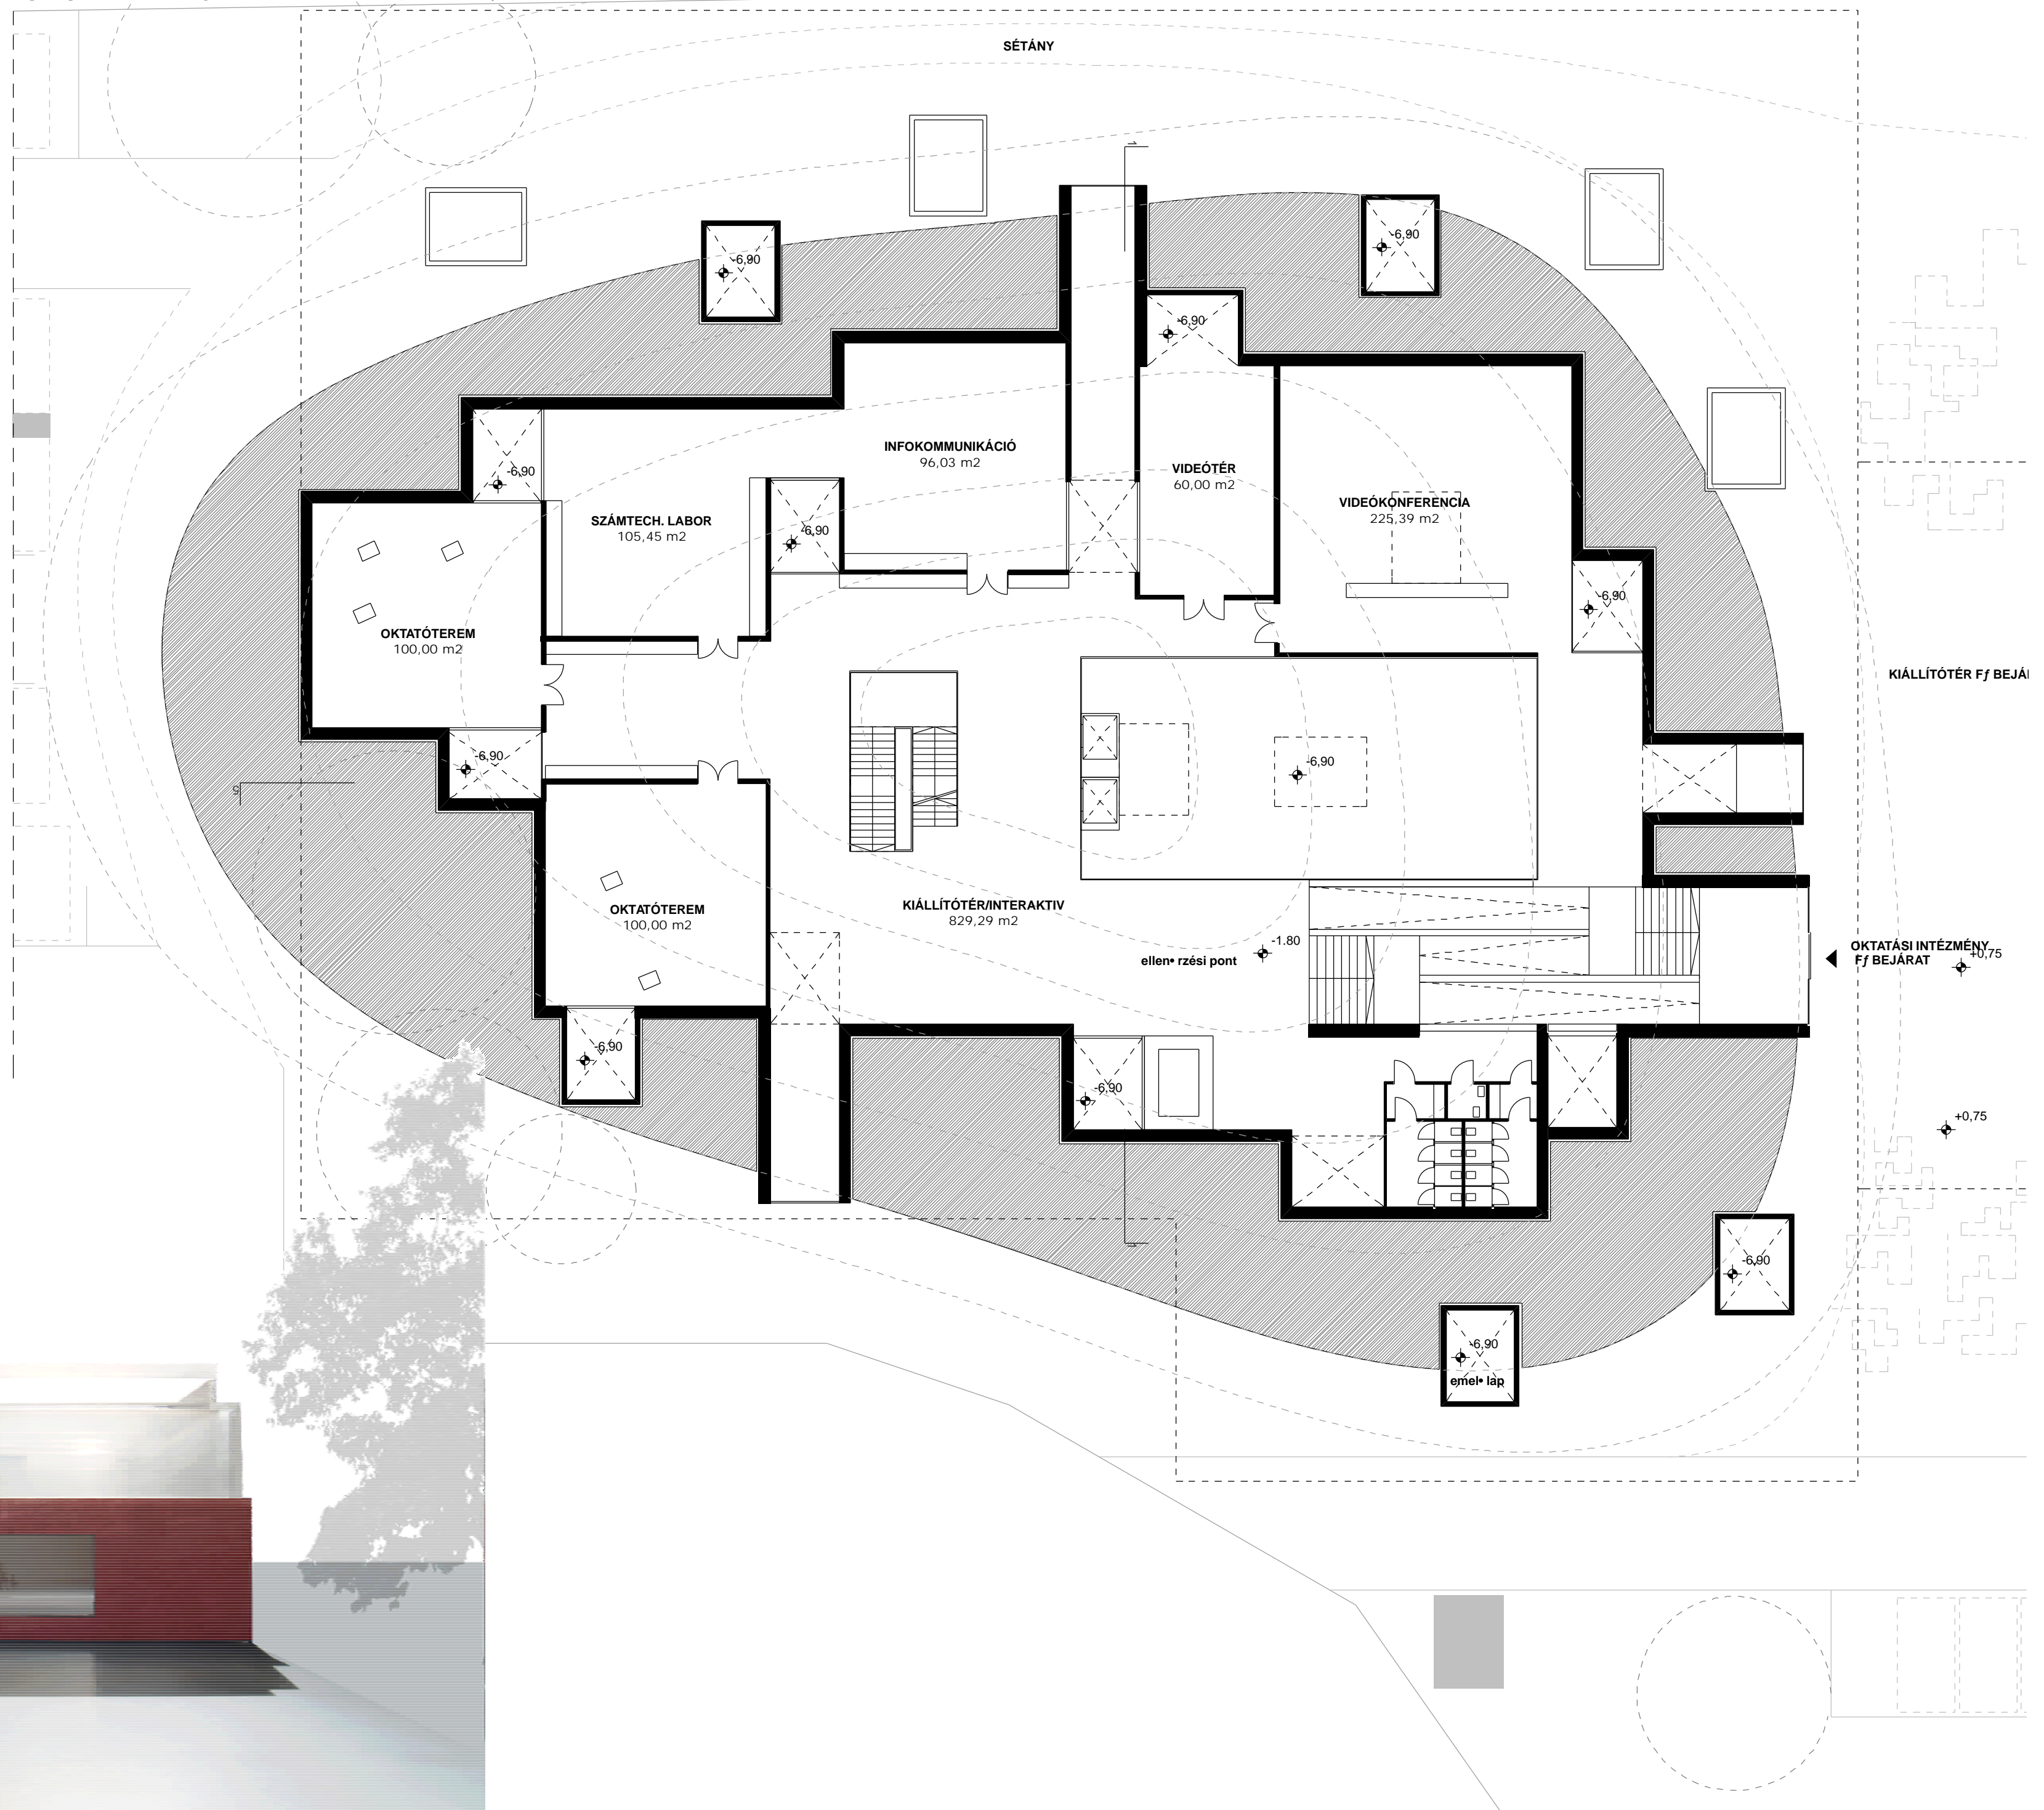 SÉTÁNY
-6,90
-6,90
-6,90
INFOKOMMUNIKÁCIÓ
96,03 m2
VIDEÓTÉR
60,00 m2
-6,90
VIDEÓKONFERENCIA
225,39 m2
SZÁMTECH. LABOR
105,45 m2
-6,90
-6,90
OKTATÓTEREM
100,00 m2
KIÁLLÍTÓTÉR Fƒ BEJÁ
-6,90
-6,90
5
KIÁLLÍTÓTÉR/INTERAKTIV
829,29 m2
OKTATÓTEREM
100,00 m2
-1.80
ellen• rzési pont
OKTATÁSI INTÉZMÉNY
Fƒ BEJÁRAT
+0,75
-6,90
-6,90
+0,75
1
1
-6,90
-6,90
emel• lap